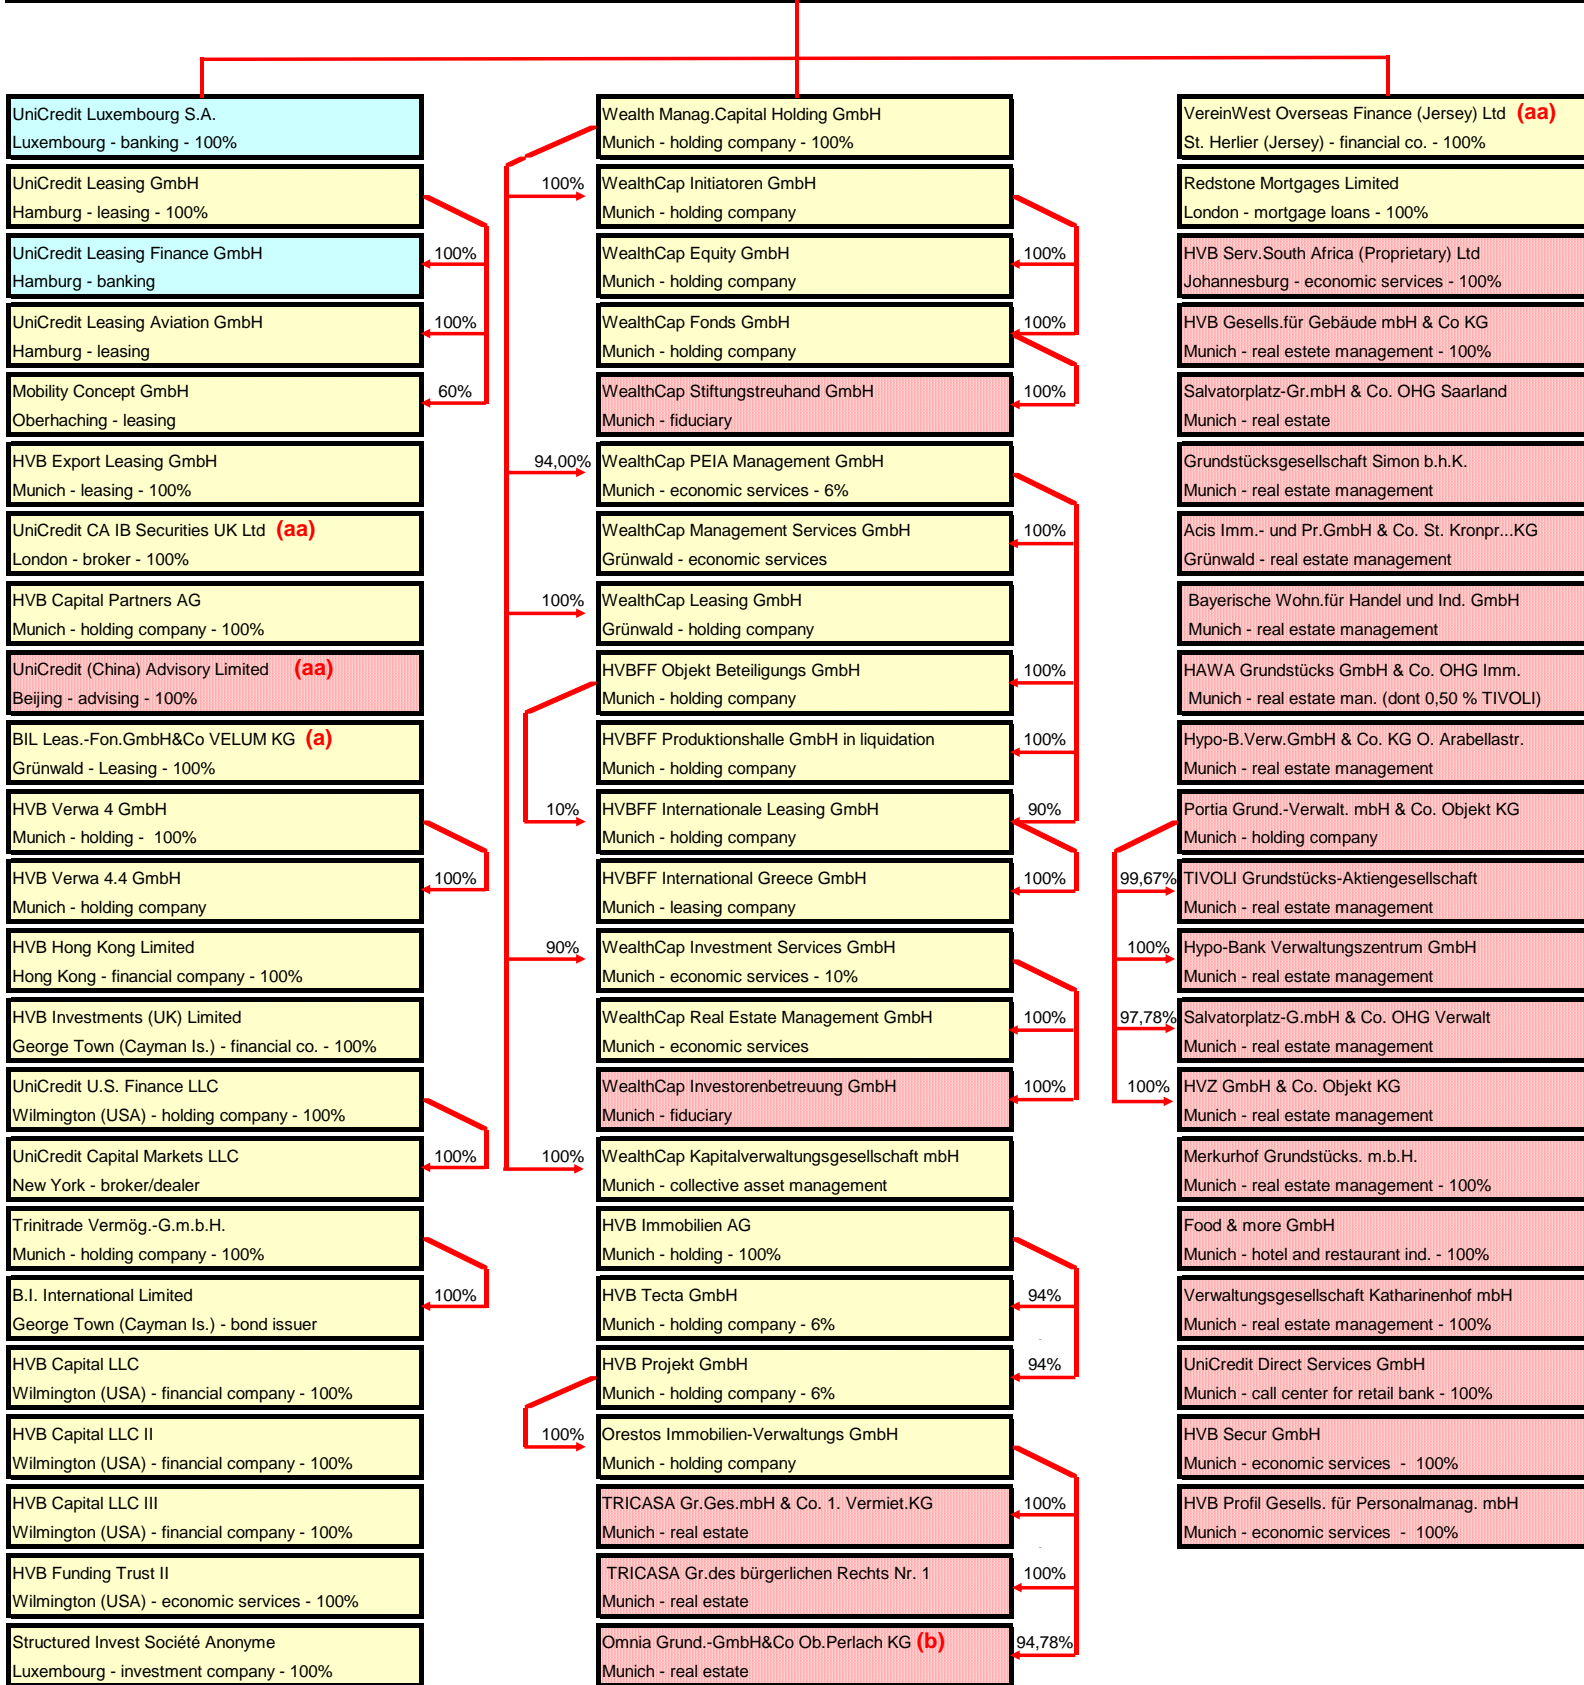 UniCredit Luxembourg S.A.
Luxembourg - banking - 100%
UniCredit Leasing GmbH
Hamburg - leasing - 100%
UniCredit Leasing Finance GmbH
Hamburg - banking
100%
UniCredit Leasing Aviation GmbH
Hamburg - leasing
100%
Mobility Concept GmbH
Oberhaching - leasing
60%
HVB Export Leasing GmbH
Munich - leasing - 100%
UniCredit CA IB Securities UK Ltd (aa)
London - broker - 100%
HVB Capital Partners AG
Munich - holding company - 100%
UniCredit (China) Advisory Limited (aa)
Beijing - advising - 100%
BIL Leas.-Fon.GmbH&Co VELUM KG (a)
Grünwald - Leasing - 100%
HVB Verwa 4 GmbH
Munich - holding - 100%
HVB Verwa 4.4 GmbH
Munich - holding company
100%
HVB Hong Kong Limited
Hong Kong - financial company - 100%
HVB Investments (UK) Limited
George Town (Cayman Is.) - financial co. - 100%
UniCredit U.S. Finance LLC
Wilmington (USA) - holding company - 100%
UniCredit Capital Markets LLC
New York - broker/dealer
100%
Trinitrade Vermög.-G.m.b.H.
Munich - holding company - 100%
B.I. International Limited
George Town (Cayman Is.) - bond issuer
100%
HVB Capital LLC
Wilmington (USA) - financial company - 100%
HVB Capital LLC II
Wilmington (USA) - financial company - 100%
HVB Capital LLC III
Wilmington (USA) - financial company - 100%
HVB Funding Trust II
Wilmington (USA) - economic services - 100%
Structured Invest Société Anonyme
Luxembourg - investment company - 100%
Wealth Manag.Capital Holding GmbH
Munich - holding company - 100%
100%
WealthCap Initiatoren GmbH
Munich - holding company
WealthCap Equity GmbH
Munich - holding company
100%
WealthCap Fonds GmbH
Munich - holding company
100%
WealthCap Stiftungstreuhand GmbH
Munich - fiduciary
100%
94,00%
WealthCap PEIA Management GmbH
Munich - economic services - 6%
WealthCap Management Services GmbH
Grünwald - economic services
100%
100%
WealthCap Leasing GmbH
Grünwald - holding company
HVBFF Objekt Beteiligungs GmbH
Munich - holding company
100%
HVBFF Produktionshalle GmbH in liquidation
Munich - holding company
100%
10%
HVBFF Internationale Leasing GmbH
Munich - holding company
90%
HVBFF International Greece GmbH
Munich - leasing company
100%
90%
WealthCap Investment Services GmbH
Munich - economic services - 10%
WealthCap Real Estate Management GmbH
Munich - economic services
100%
WealthCap Investorenbetreuung GmbH
Munich - fiduciary
100%
100%
WealthCap Kapitalverwaltungsgesellschaft mbH
Munich - collective asset management
HVB Immobilien AG
Munich - holding - 100%
HVB Tecta GmbH
Munich - holding company - 6%
94%
HVB Projekt GmbH
Munich - holding company - 6%
94%
100%
Orestos Immobilien-Verwaltungs GmbH
Munich - holding company
TRICASA Gr.Ges.mbH & Co. 1. Vermiet.KG
Munich - real estate
100%
TRICASA Gr.des bürgerlichen Rechts Nr. 1
Munich - real estate
100%
Omnia Grund.-GmbH&Co Ob.Perlach KG (b)
Munich - real estate
94,78%
VereinWest Overseas Finance (Jersey) Ltd (aa)
St. Herlier (Jersey) - financial co. - 100%
Redstone Mortgages Limited
London - mortgage loans - 100%
HVB Serv.South Africa (Proprietary) Ltd
Johannesburg - economic services - 100%
HVB Gesells.für Gebäude mbH & Co KG
Munich - real estete management - 100%
Salvatorplatz-Gr.mbH & Co. OHG Saarland
Munich - real estate
Grundstücksgesellschaft Simon b.h.K.
Munich - real estate management
Acis Imm.- und Pr.GmbH & Co. St. Kronpr...KG
Grünwald - real estate management
Bayerische Wohn.für Handel und Ind. GmbH
Munich - real estate management
HAWA Grundstücks GmbH & Co. OHG Imm.
Munich - real estate man. (dont 0,50 % TIVOLI)
Hypo-B.Verw.GmbH & Co. KG O. Arabellastr.
Munich - real estate management
Portia Grund.-Verwalt. mbH & Co. Objekt KG
Munich - holding company
99,67%
TIVOLI Grundstücks-Aktiengesellschaft
Munich - real estate management
100%
Hypo-Bank Verwaltungszentrum GmbH
Munich - real estate management
97,78%
Salvatorplatz-G.mbH & Co. OHG Verwalt
Munich - real estate management
100%
HVZ GmbH & Co. Objekt KG
Munich - real estate management
Merkurhof Grundstücks. m.b.H.
Munich - real estate management - 100%
Food & more GmbH
Munich - hotel and restaurant ind. - 100%
Verwaltungsgesellschaft Katharinenhof mbH
Munich - real estate management - 100%
UniCredit Direct Services GmbH
Munich - call center for retail bank - 100%
HVB Secur GmbH
Munich - economic services - 100%
HVB Profil Gesells. für Personalmanag. mbH
Munich - economic services - 100%